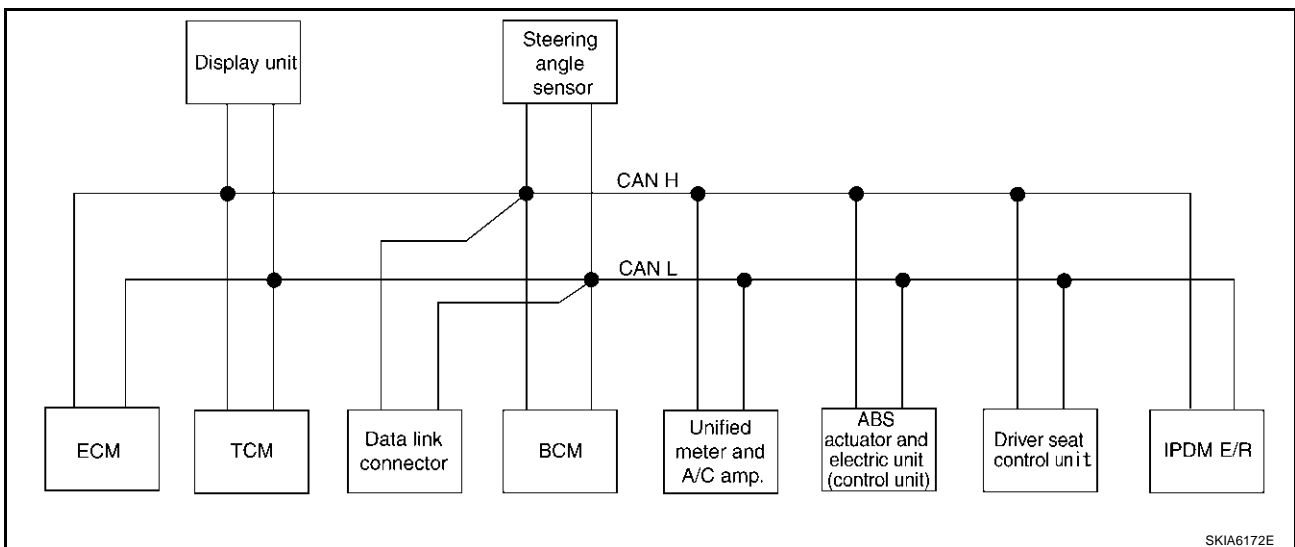 Display unit
Steering
angle
sensor
CAN H
CAN L
ECM
TCM
Data link
connector
BCM
Unified
meter and
A/C amp.
ABS
actuator and
electric unit
(control unit)
Driver seat
control unit
IPDM E/R
SKIA6172E